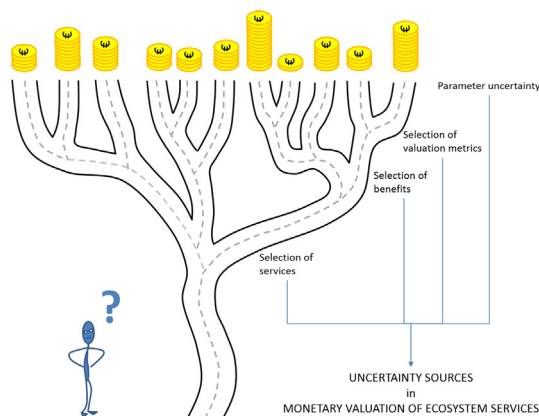 Parameter uncertainty
Selection of
valuation metrics
Selection of
benefits
Selection of
services
?
UNCERTAINTY SOURCES
in
MONETARY VALUATION OF ECOSYSTEM SERVICES